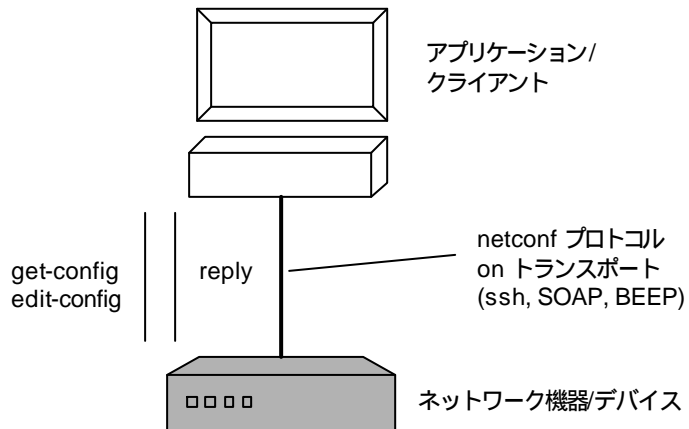 アプリケーション/
クライアント
get-config
edit-config
reply
netconf プロトコル
on トランスポート
(ssh, SOAP, BEEP)
ネットワーク機器/デバイス